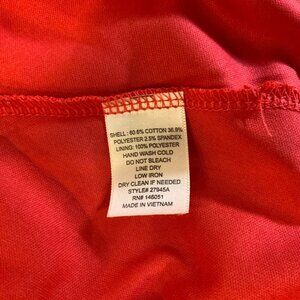 SHELL: 60.6% COTTON 36.9%
POLYESTER 2.5% SPANDEX
LINING: 100% POLYESTER
HAND WASH COLD
DO NOT BLEACH
LINE DRY
LOW IRON
DRY CLEAN IF NEEDED
STYLE# 27945A
RN# 146051
MADE IN VIETNAM